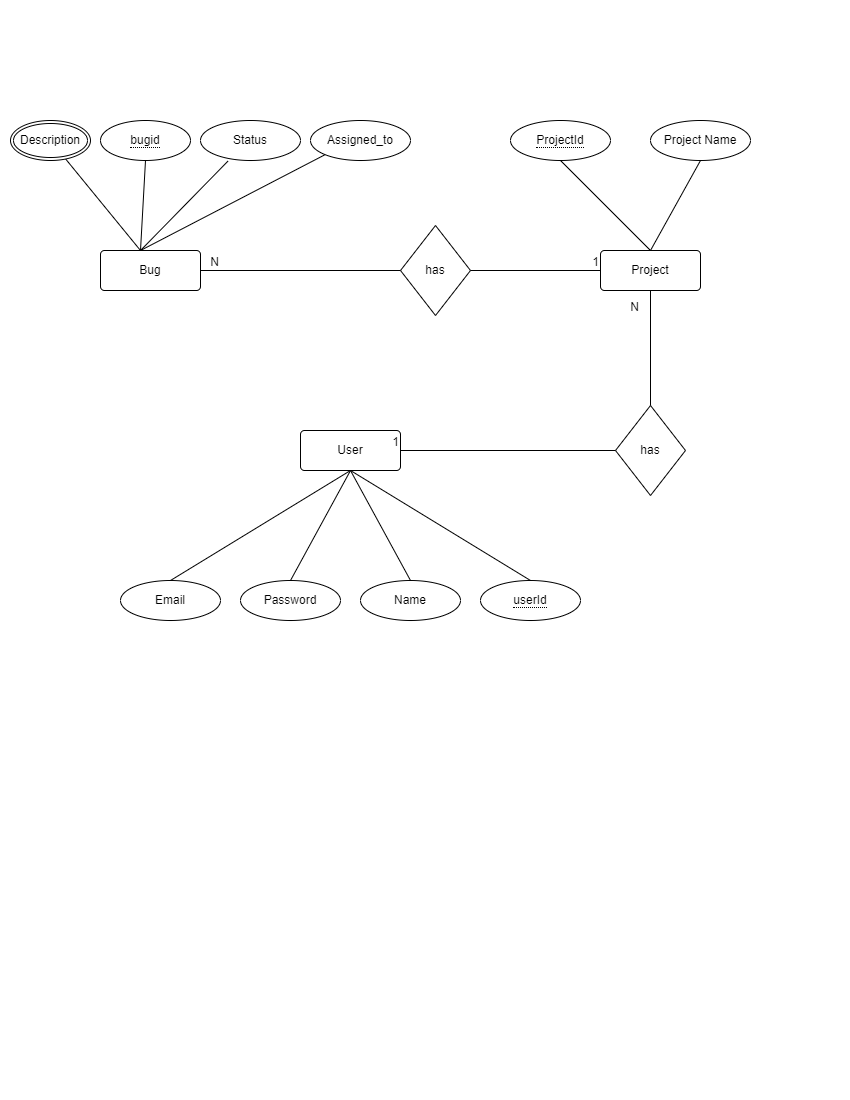 Description
bugid
Status
Assigned_to
ProjectId
Project Name
Bug
N
has
1
Project
N
User
1
has
Email
Password
Name
userId